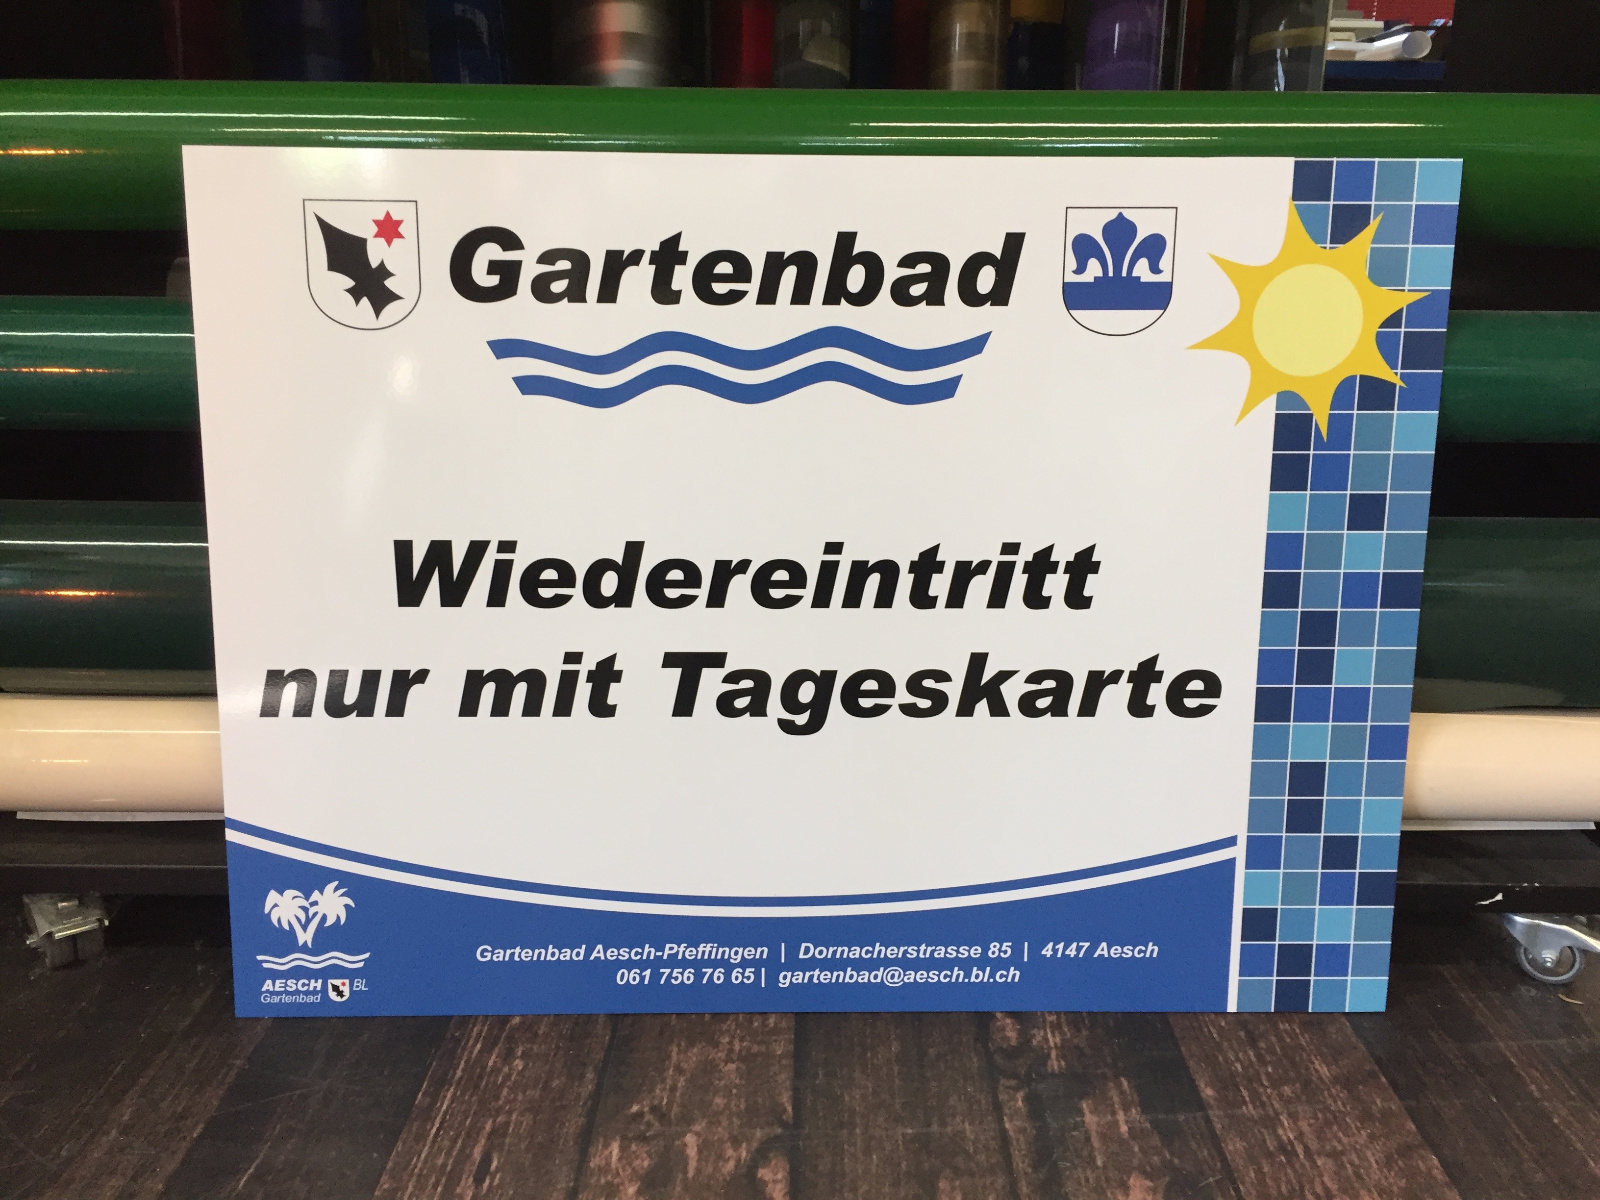 Gartenbad
Wiedereintritt
nur mit Tageskarte
Gartenbad Aesch-Pfeffingen | Dornacherstrasse 85 | 4147 Aesch
061 756 76 65 | gartenbad@aesch.bl.ch
AESCH BL
Gartenbad